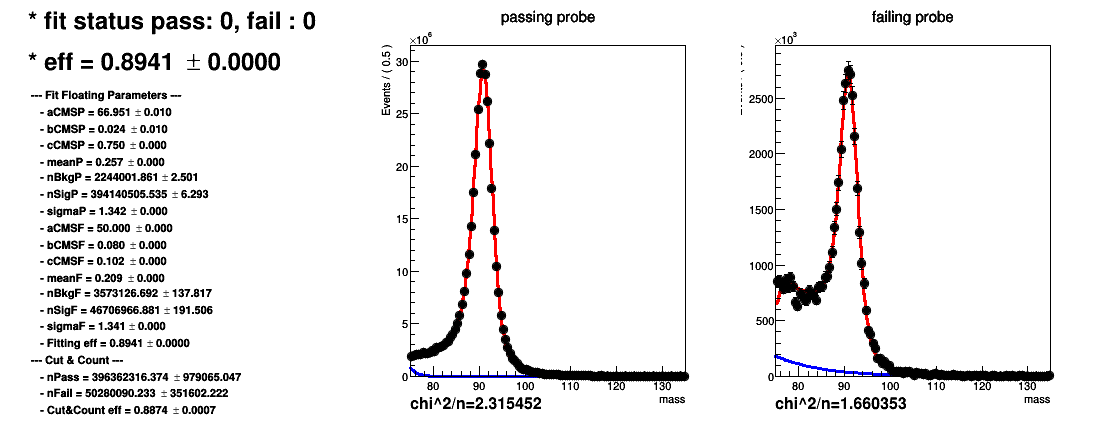 * fit status pass: 0, fail : 0
* eff = 0.8941 ± 0.0000
--- Fit Floating Parameters ---
- aCMSP = 66.951 ± 0.010
- bCMSP = 0.024 ± 0.010
- cCMSP = 0.750 ± 0.000
- meanP = 0.257 ± 0.000
- nBkgP = 2244001.861 ± 2.501
- nSigP = 394140505.535 ± 6.293
- sigmaP = 1.342 ± 0.000
- aCMSF = 50.000 ± 0.000
- bCMSF = 0.080 ± 0.000
- cCMSF = 0.102 ± 0.000
- meanF = 0.209 ± 0.000
- nBkgF = 3573126.692 ± 137.817
- nSigF = 46706966.881 ± 191.506
- sigmaF = 1.341 ± 0.000
- Fitting eff = 0.8941 ± 0.0000
--- Cut & Count ---
- nPass = 396362316.374 ± 979065.047
- nFail = 50280090.233 ± 351602.222
- Cut&Count eff = 0.8874 ± 0.0007
passing probe
×10^6
Events / ( 0.5 )
30
25
20
15
10
5
0
80 90 100 110 120 130
mass
chi^2/n=2.315452
failing probe
×10^3
2500
2000
1500
1000
500
0
80 90 100 110 120 130
mass
chi^2/n=1.660353